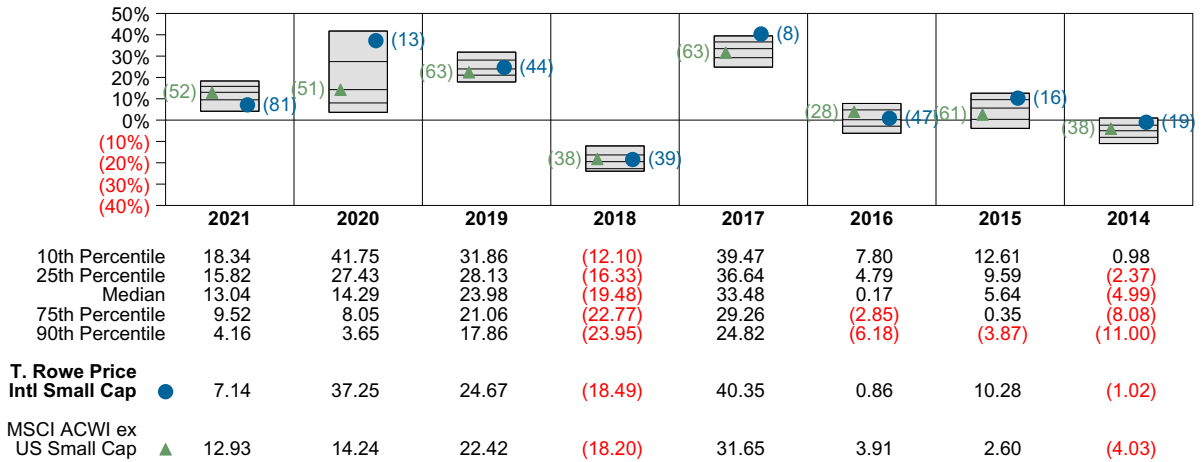 50%
40%
30%
20%
10%
0%
(10%)
(20%)
(30%)
(40%)
(52) (81)
(51) (13)
(63) (44)
(38) (39)
(63) (8)
(28) (47)
(61) (16)
(38) (19)
2021 2020 2019 2018 2017 2016 2015 2014
10th Percentile 18.34 41.75 31.86 (12.10) 39.47 7.80 12.61 0.98
25th Percentile 15.82 27.43 28.13 (16.33) 36.64 4.79 9.59 (2.37)
Median 13.04 14.29 23.98 (19.48) 33.48 0.17 5.64 (4.99)
75th Percentile 9.52 8.05 21.06 (22.77) 29.26 (2.85) 0.35 (8.08)
90th Percentile 4.16 3.65 17.86 (23.95) 24.82 (6.18) (3.87) (11.00)
T. Rowe Price
Intl Small Cap 7.14 37.25 24.67 (18.49) 40.35 0.86 10.28 (1.02)
MSCI ACWI ex
US Small Cap 12.93 14.24 22.42 (18.20) 31.65 3.91 2.60 (4.03)